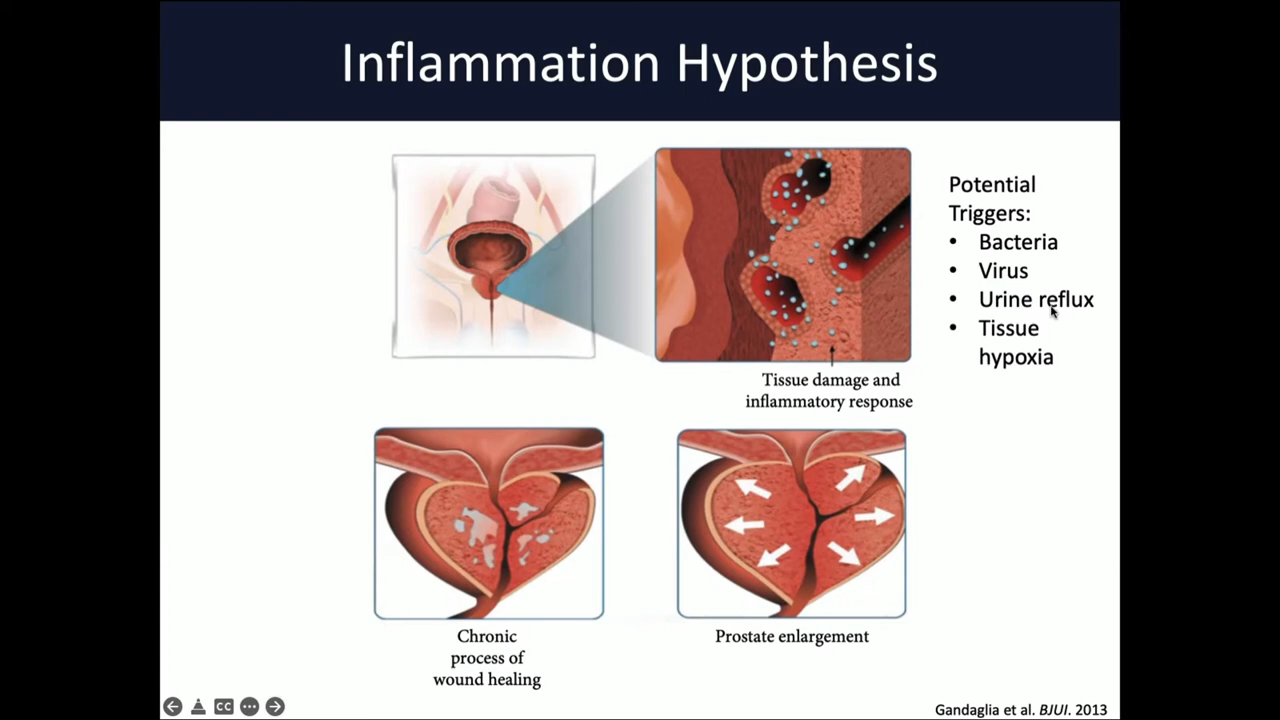 Inflammation Hypothesis
Potential
Triggers:
• Bacteria
• Virus
• Urine reflux
• Tissue
hypoxia
Tissue damage and
inflammatory response
Chronic
process of
wound healing
Prostate enlargement
CC
Gandaglia et al. BJUI. 2013